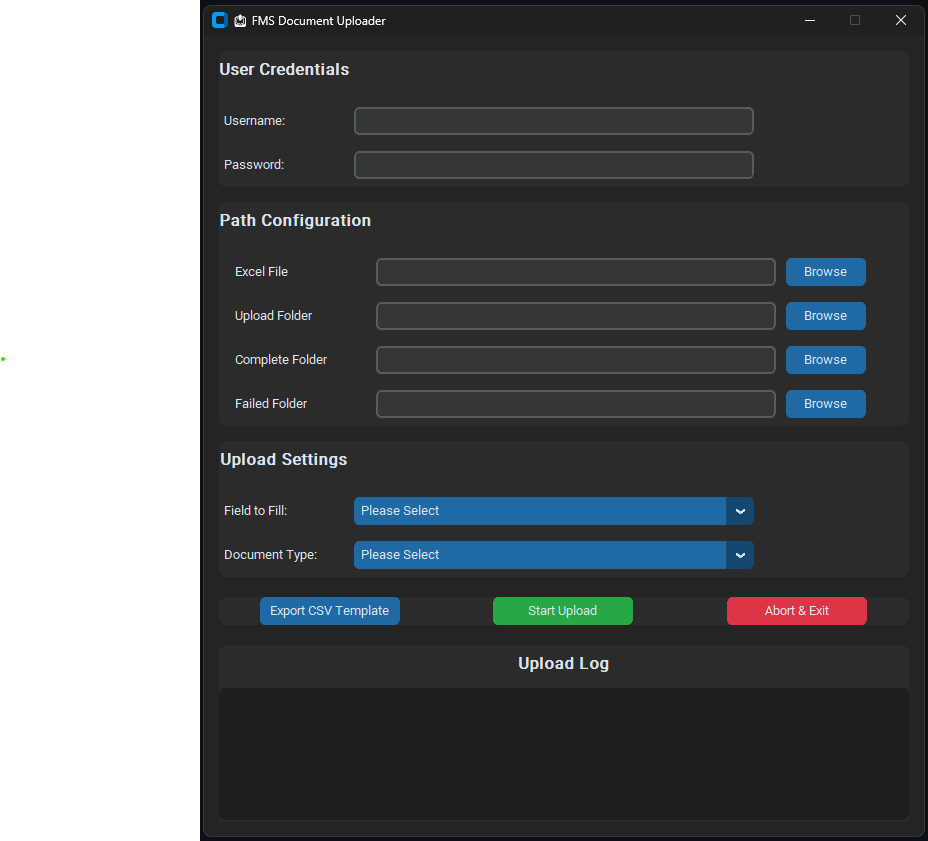 FMS Document Uploader
User Credentials
Username:
Password:
Path Configuration
Excel File
Browse
Upload Folder
Browse
Complete Folder
Browse
Failed Folder
Browse
Upload Settings
Field to Fill:
Please Select
Document Type:
Please Select
Export CSV Template
Start Upload
Abort & Exit
Upload Log